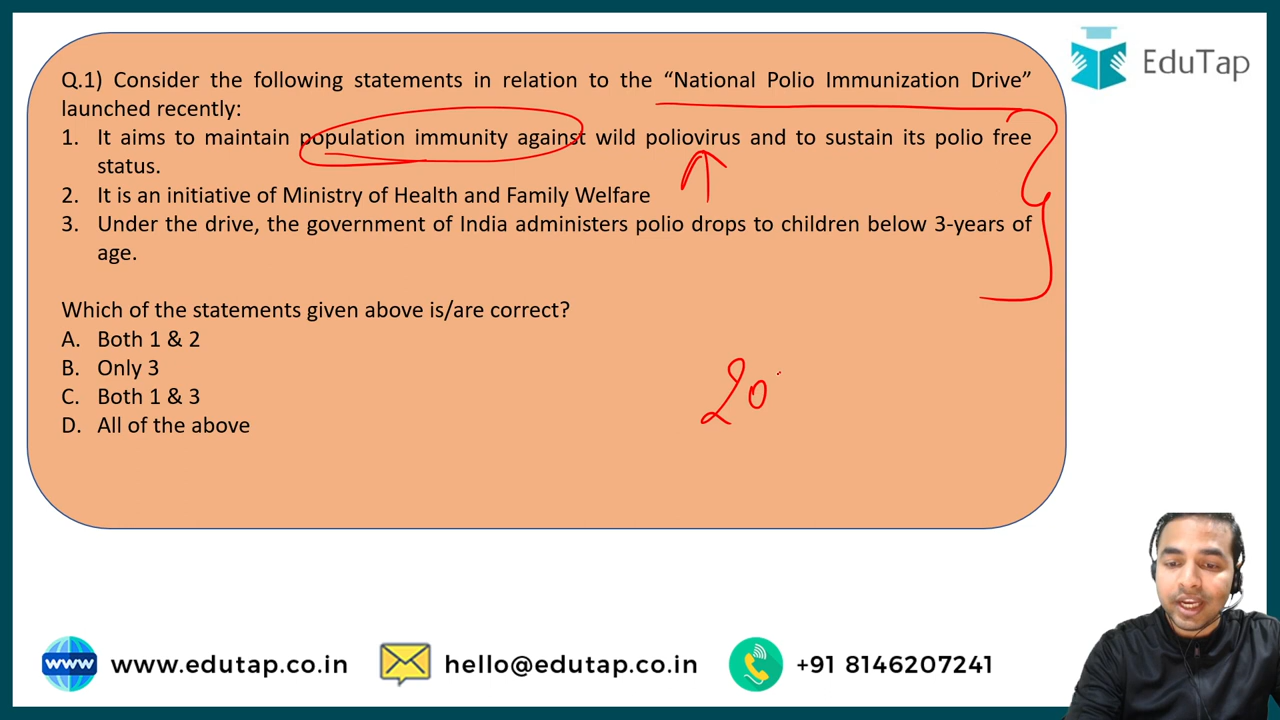 EduTap
Q.1) Consider the following statements in relation to the “National Polio Immunization Drive”
launched recently:
1. It aims to maintain population immunity against wild poliovirus and to sustain its polio free
status.
2. It is an initiative of Ministry of Health and Family Welfare
3. Under the drive, the government of India administers polio drops to children below 3-years of
age.
Which of the statements given above is/are correct?
A. Both 1 & 2
B. Only 3
C. Both 1 & 3
D. All of the above
20
www www.edutap.co.in hello@edutap.co.in +91 8146207241